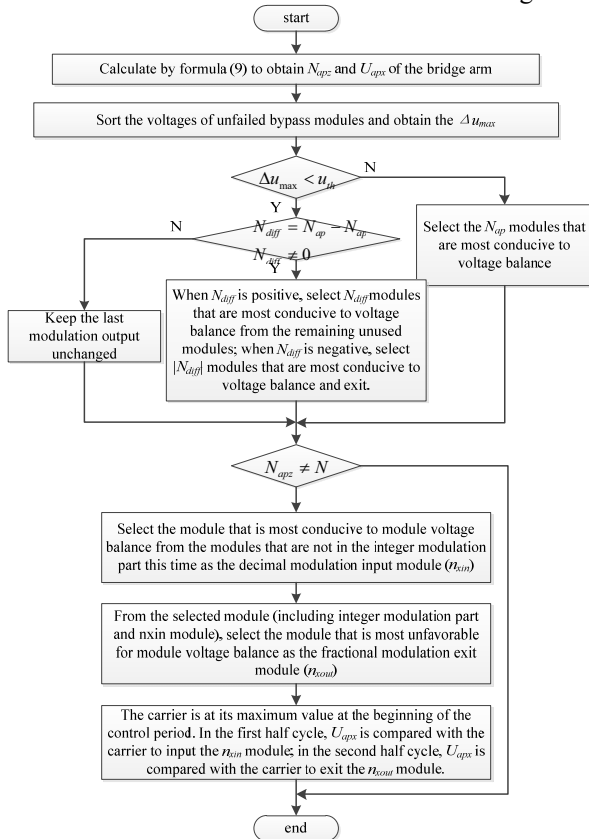 start
Calculate by formula (9) to obtain N_apz and U_apx of the bridge arm
Sort the voltages of unfailed bypass modules and obtain the Δu_max
Δu_max < u_th
N
Y
N
N_diff = N_ap − N_ap
N_diff ≠ 0
Y
Select the N_ap modules that
are most conducive to
voltage balance
When N_diff is positive, select N_diff modules
that are most conducive to voltage
balance from the remaining unused
modules; when N_diff is negative, select
|N_diff| modules that are most conducive to
voltage balance and exit.
Keep the last
modulation output
unchanged
N_apz ≠ N
Select the module that is most conducive to module voltage
balance from the modules that are not in the integer modulation
part this time as the decimal modulation input module (n_xin)
From the selected module (including integer modulation part
and nxin module), select the module that is most unfavorable
for module voltage balance as the fractional modulation exit
module (n_xout)
The carrier is at its maximum value at the beginning of the
control period. In the first half cycle, U_apx is compared with the
carrier to input the n_xin module; in the second half cycle, U_apx is
compared with the carrier to exit the n_xout module.
end